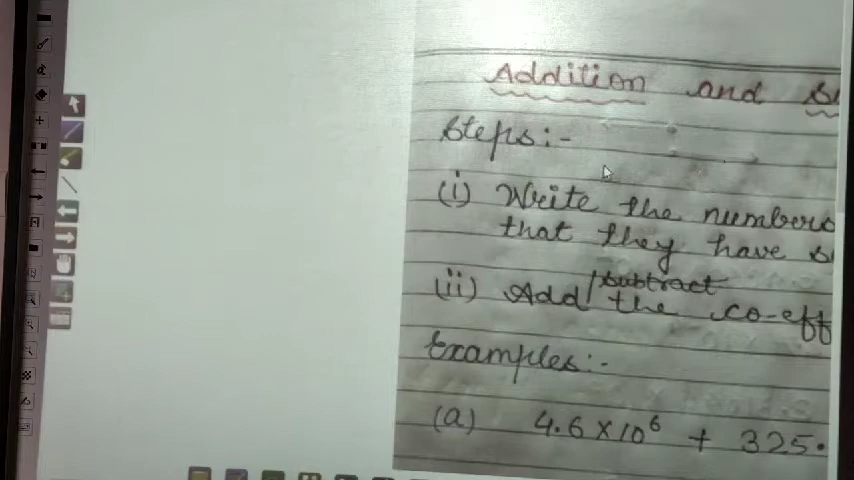 Addition and
Steps:-
(i) Write the numbers
that they have
(ii) Add/subtract the co-eff
Examples:-
(a) 4.6 × 10⁶ + 325.